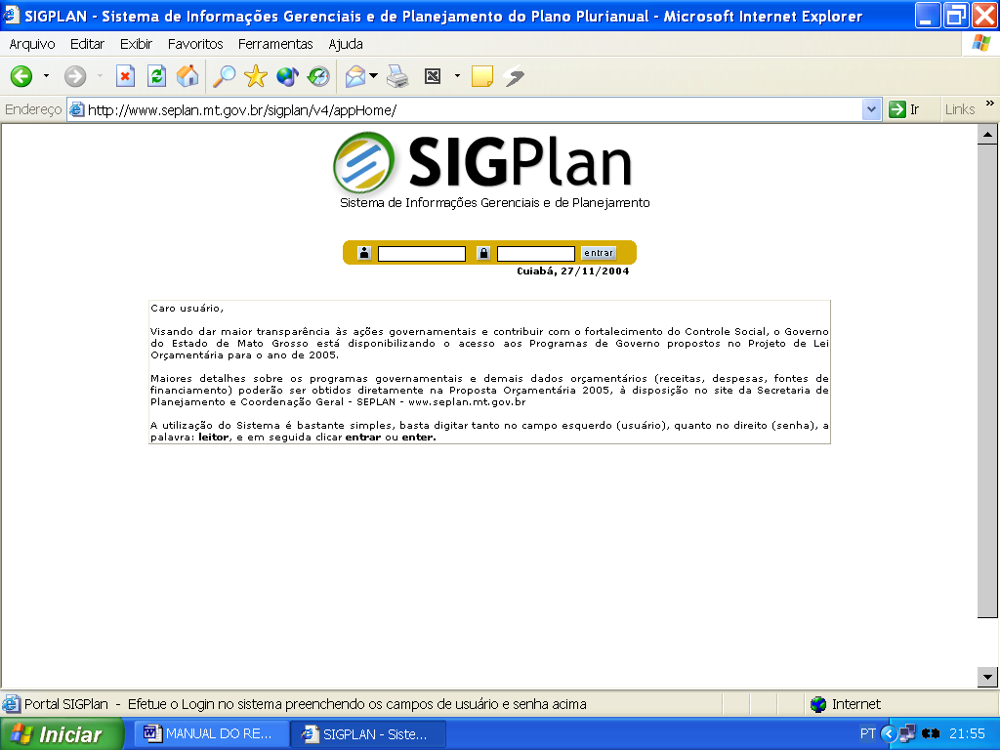 SIGPLAN - Sistema de Informações Gerenciais e de Planejamento do Plano Plurianual - Microsoft Internet Explorer
Arquivo Editar Exibir Favoritos Ferramentas Ajuda
Endereço http://www.seplan.mt.gov.br/sigplan/v4/appHome/ Ir Links »
SIGPlan
Sistema de Informações Gerenciais e de Planejamento
entrar
Cuiabá, 27/11/2004
Caro usuário,
Visando dar maior transparência às ações governamentais e contribuir com o fortalecimento do Controle Social, o Governo
do Estado de Mato Grosso está disponibilizando o acesso aos Programas de Governo propostos no Projeto de Lei
Orçamentária para o ano de 2005.
Maiores detalhes sobre os programas governamentais e demais dados orçamentários (receitas, despesas, fontes de
financiamento) poderão ser obtidos diretamente na Proposta Orçamentária 2005, à disposição no site da Secretaria de
Planejamento e Coordenação Geral - SEPLAN - www.seplan.mt.gov.br
A utilização do Sistema é bastante simples, basta digitar tanto no campo esquerdo (usuário), quanto no direito (senha), a
palavra: leitor, e em seguida clicar entrar ou enter.
Portal SIGPlan - Efetue o Login no sistema preenchendo os campos de usuário e senha acima
Internet
Iniciar MANUAL DO RE... SIGPLAN - Siste... PT 21:55